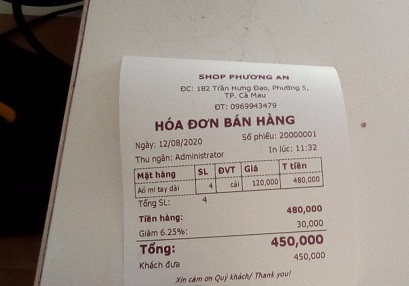 SHOP PHƯƠNG AN
ĐC: 182 Trần Hưng Đạo, Phường 5,
TP. Cà Mau
ĐT: 0969943479
HÓA ĐƠN BÁN HÀNG
Ngày: 12/08/2020 Số phiếu: 20000001
Thu ngân: Administrator In lúc: 11:32
Mặt hàng SL ĐVT Giá T tiền
Áo mi tay dài 4 cái 120,000 480,000
Tổng SL: 4
Tiền hàng: 480,000
Giảm 6.25%: 30,000
Tổng: 450,000
Khách đưa 450,000
Xin cảm ơn Quý khách/ Thank you!